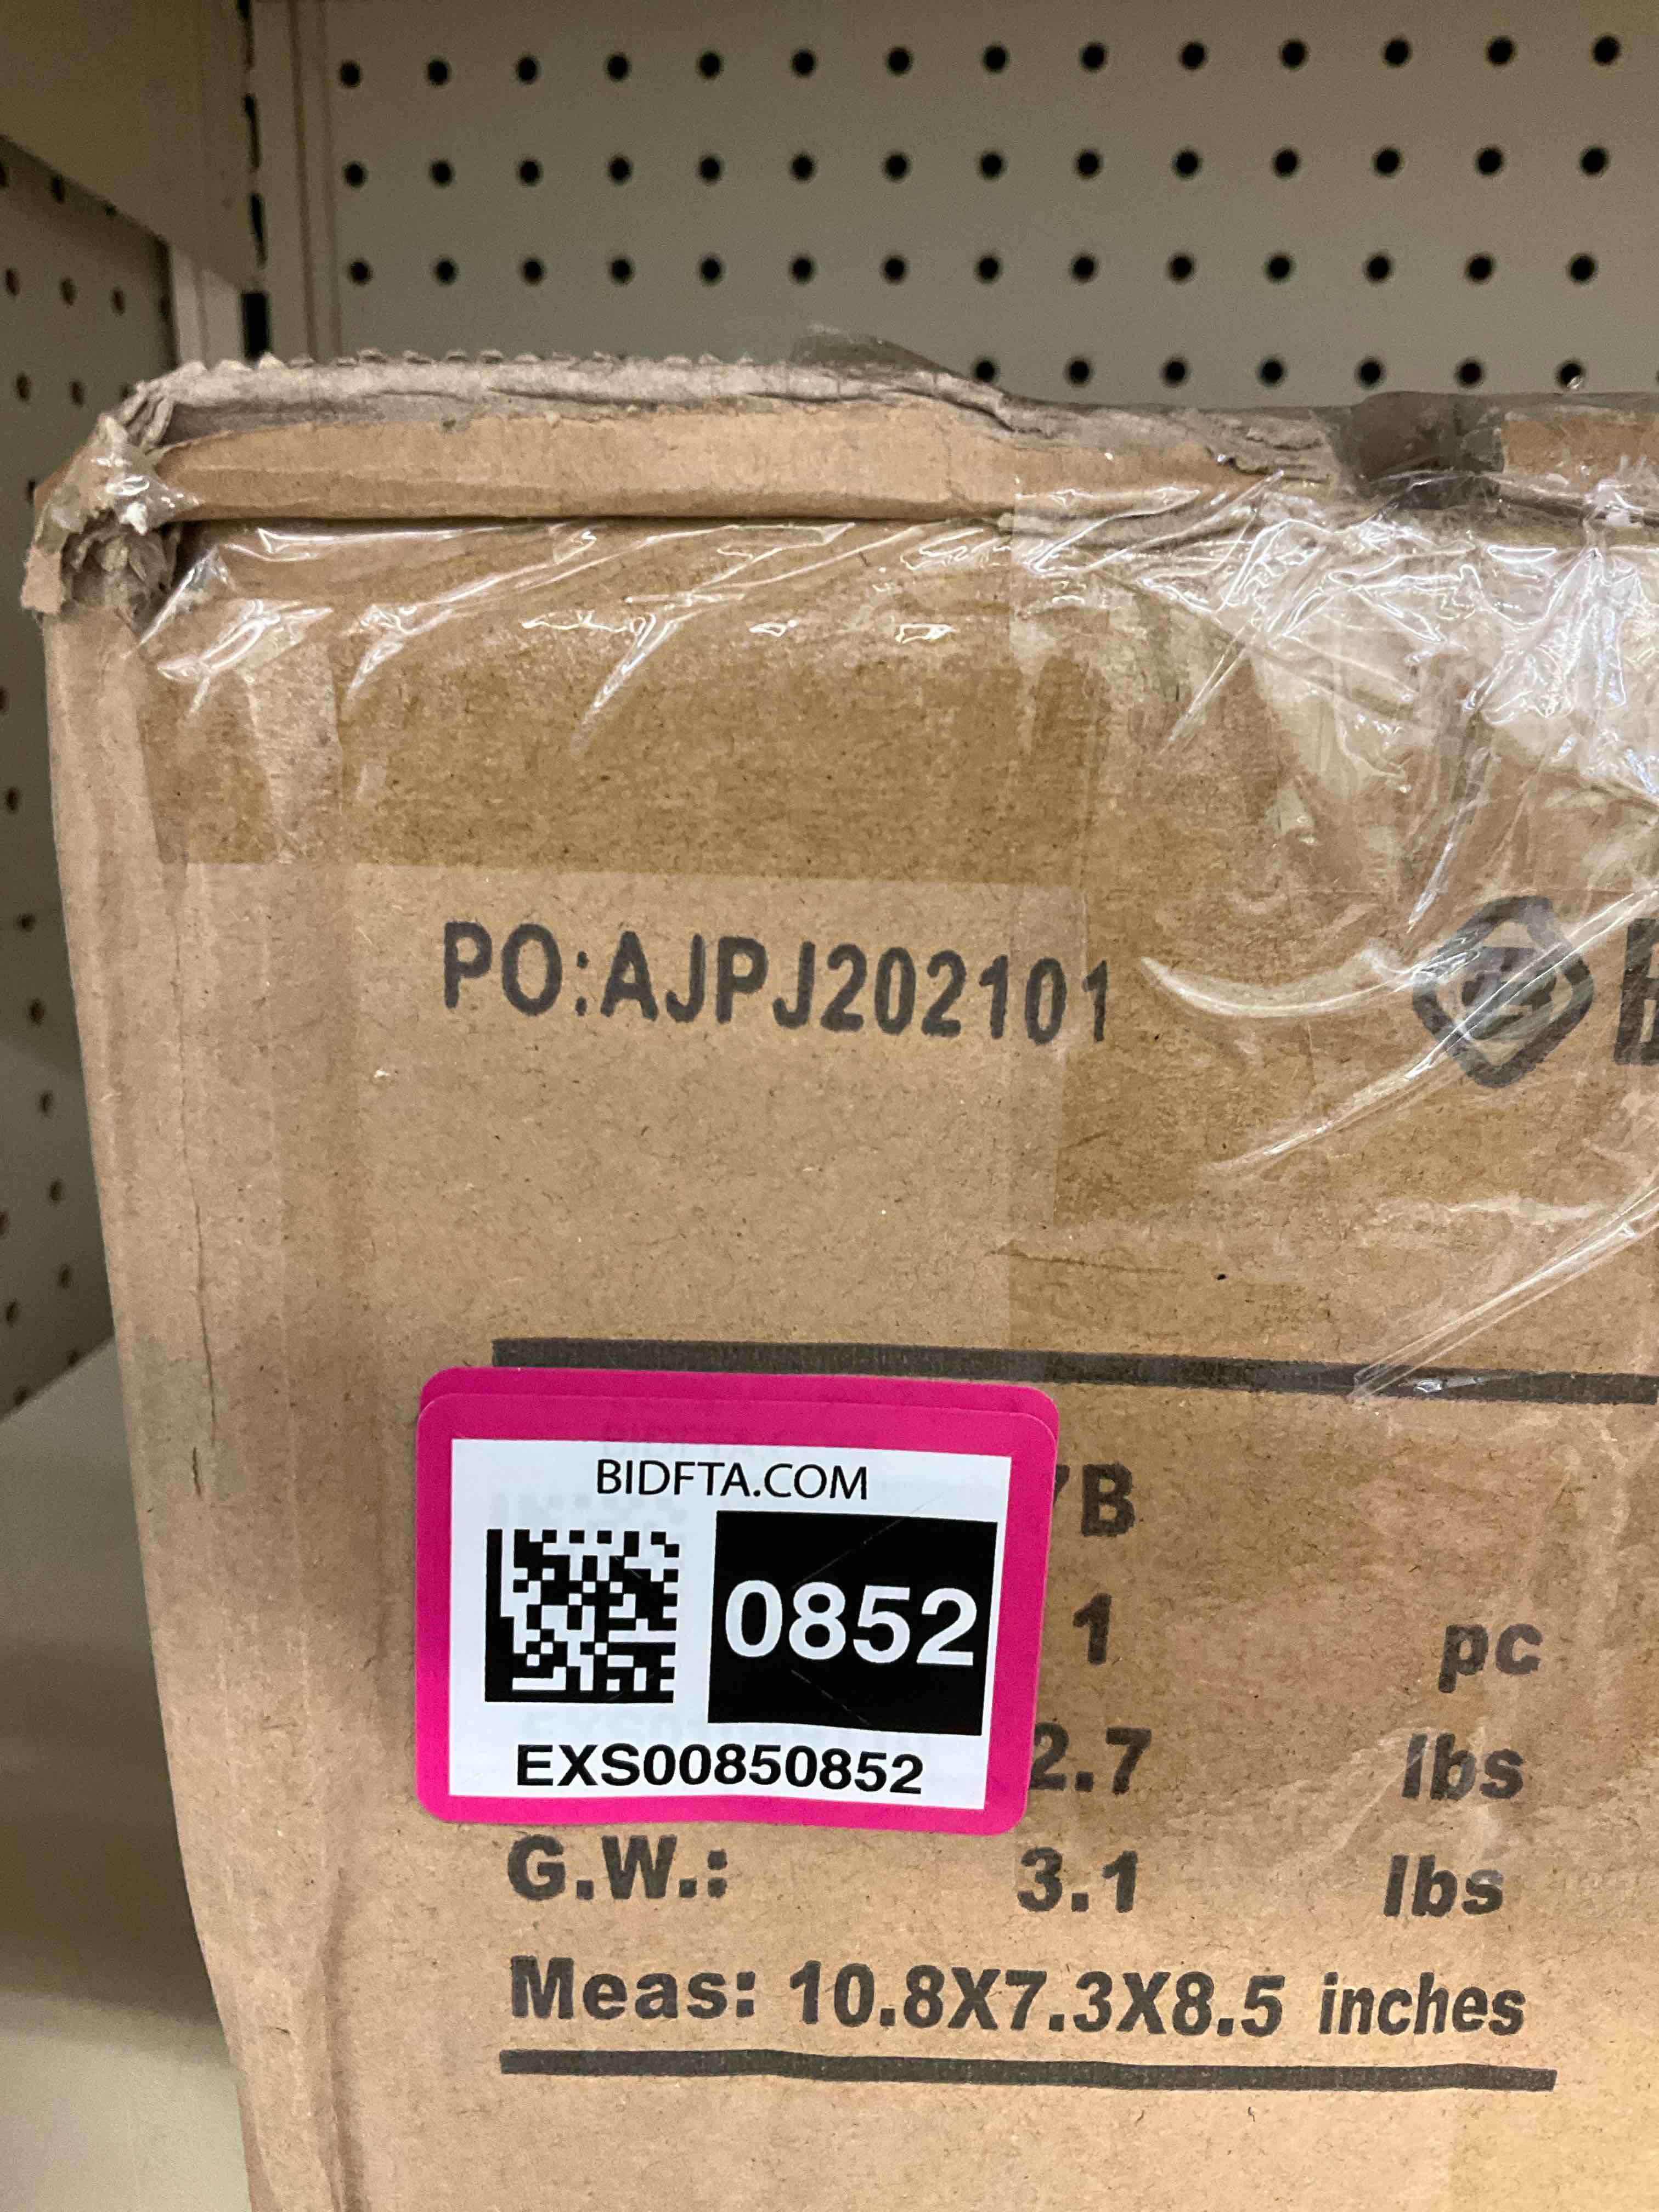 PO:AJPJ202101
BIDFTA.COM
0852
EXS00850852
7B
1 pc
2.7 lbs
G.W.: 3.1 lbs
Meas: 10.8X7.3X8.5 inches